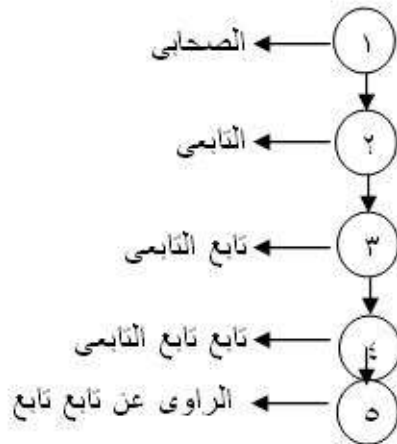 ١ الصحابى
٢ التابعى
٣ تابع التابعى
٤ تابع تابع التابعى
٥ الراوى عن تابع تابع